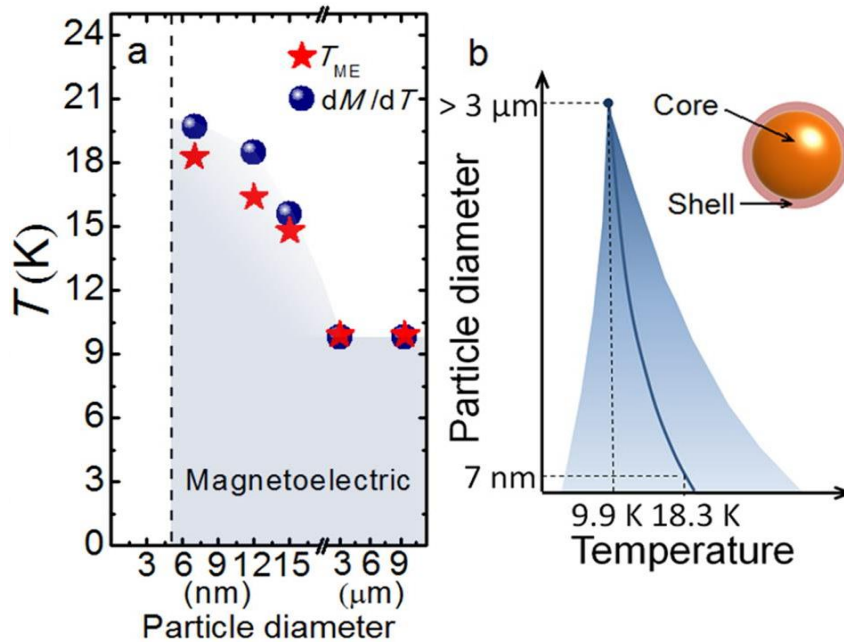 a
T_ME
dM/dT
T(K)
24
21
18
15
12
9
6
3
0
Magnetoelectric
3 6 9 12 15 3 6 9
(nm) (μm)
Particle diameter
b
> 3 μm
Core
Shell
Particle diameter
7 nm
9.9 K 18.3 K
Temperature